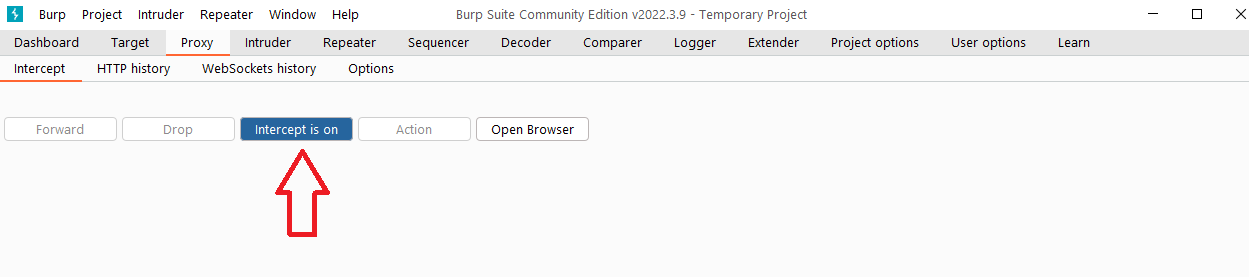 Burp Project Intruder Repeater Window Help Burp Suite Community Edition v2022.3.9 - Temporary Project
Dashboard Target Proxy Intruder Repeater Sequencer Decoder Comparer Logger Extender Project options User options Learn
Intercept HTTP history WebSockets history Options
Forward Drop Intercept is on Action Open Browser